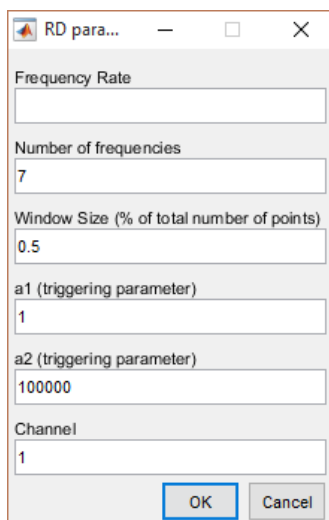 RD para...
Frequency Rate
Number of frequencies
7
Window Size (% of total number of points)
0.5
a1 (triggering parameter)
1
a2 (triggering parameter)
100000
Channel
1
OK Cancel